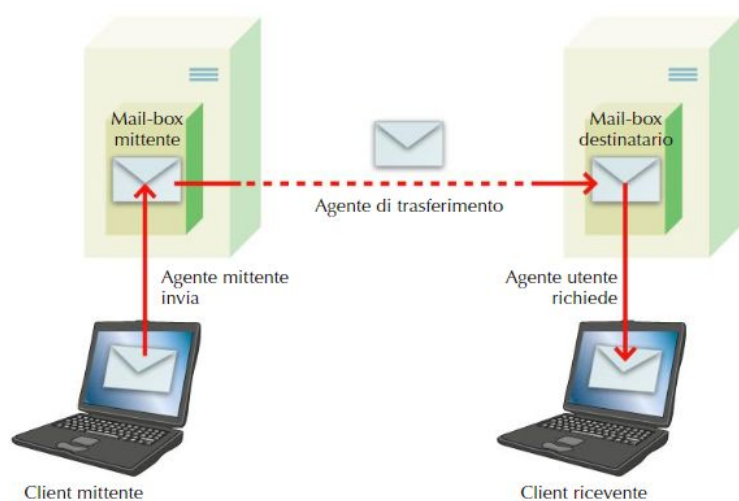 Mail-box
mittente
Mail-box
destinatario
Agente di trasferimento
Agente mittente
invia
Agente utente
richiede
Client mittente
Client ricevente